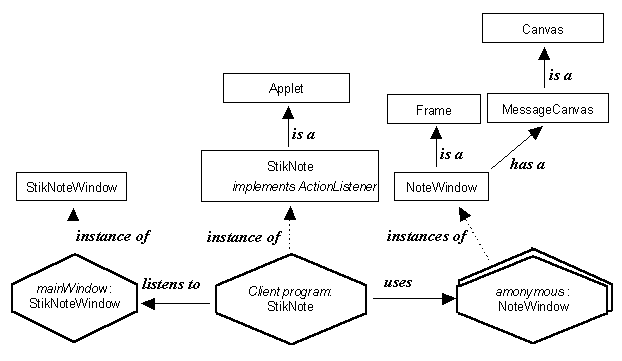 Canvas
is a
Applet
Frame
MessageCanvas
is a
is a
has a
StikNoteWindow
StikNote
implements ActionListener
NoteWindow
instance of
instance of
instances of
mainWindow:
StikNoteWindow
listens to
Client program:
StikNote
uses
amonymous:
NoteWindow